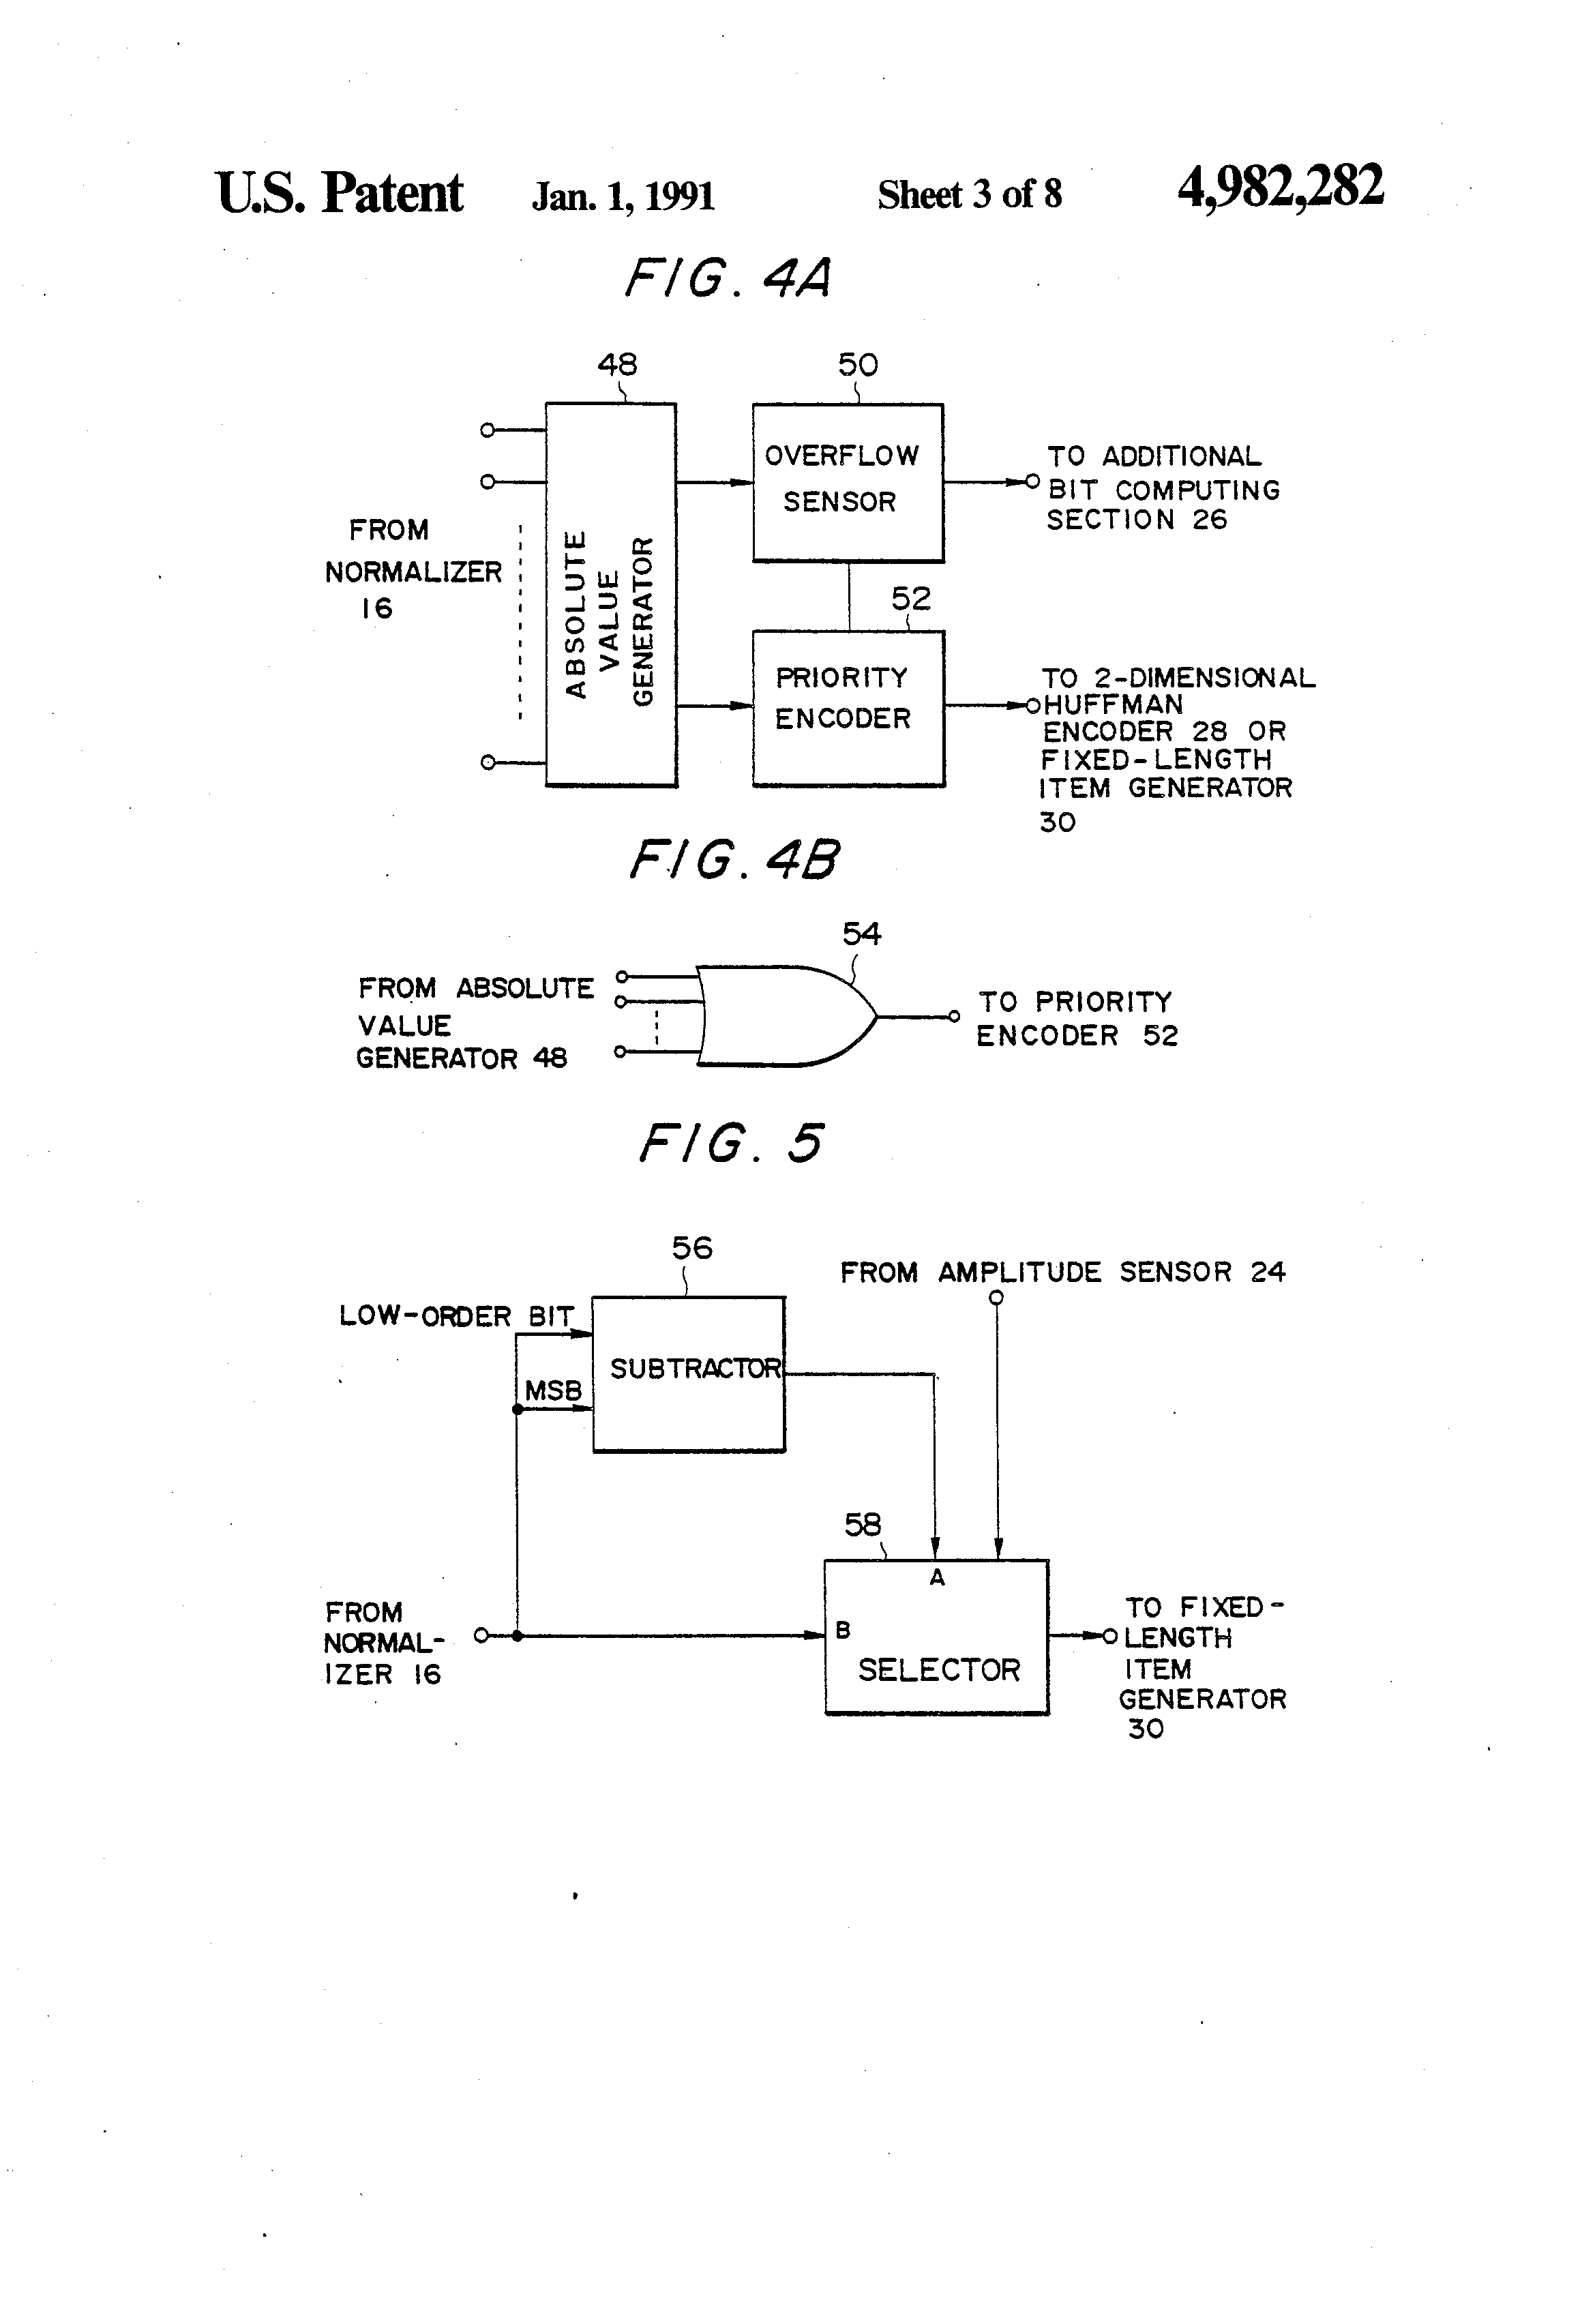 U.S. Patent Jan. 1, 1991 Sheet 3 of 8 4,982,282
FIG. 4A
48
50
OVERFLOW
SENSOR
TO ADDITIONAL
BIT COMPUTING
SECTION 26
FROM
NORMALIZER
16
ABSOLUTE
VALUE
GENERATOR
52
PRIORITY
ENCODER
TO 2-DIMENSIONAL
HUFFMAN
ENCODER 28 OR
FIXED-LENGTH
ITEM GENERATOR
30
FIG. 4B
54
FROM ABSOLUTE
VALUE
GENERATOR 48
TO PRIORITY
ENCODER 52
FIG. 5
56
FROM AMPLITUDE SENSOR 24
LOW-ORDER BIT
SUBTRACTOR
MSB
58
A
B
SELECTOR
FROM
NORMAL-
IZER 16
TO FIXED-
LENGTH
ITEM
GENERATOR
30